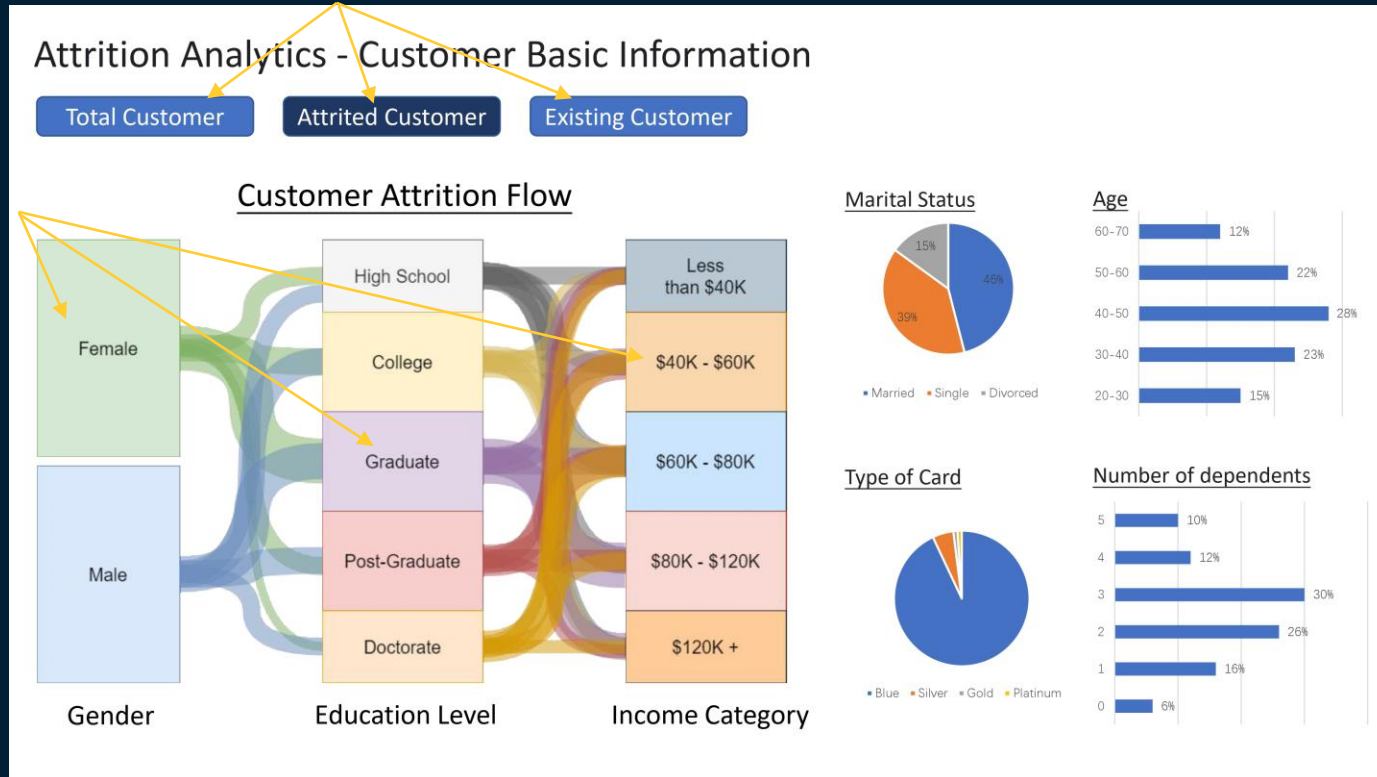 Attrition Analytics - Customer Basic Information
Total Customer
Attrited Customer
Existing Customer
Customer Attrition Flow
Female
Male
Gender
High School
College
Graduate
Post-Graduate
Doctorate
Education Level
Less
than $40K
$40K - $60K
$60K - $80K
$80K - $120K
$120K +
Income Category
Marital Status
15%
46%
39%
Married Single Divorced
Age
60-70 12%
50-60 22%
40-50 28%
30-40 23%
20-30 15%
Type of Card
Blue Silver Gold Platinum
Number of dependents
5 10%
4 12%
3 30%
2 26%
1 16%
0 6%